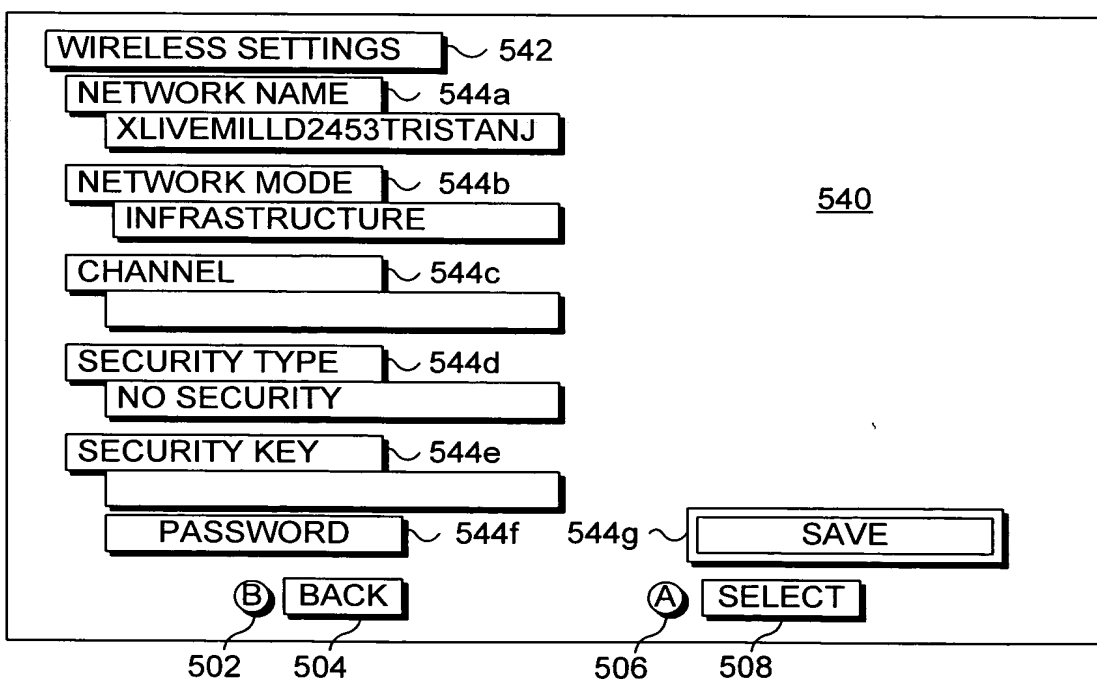 WIRELESS SETTINGS 542
NETWORK NAME 544a
XLIVEMILLD2453TRISTANJ
NETWORK MODE 544b
INFRASTRUCTURE
540
CHANNEL 544c
SECURITY TYPE 544d
NO SECURITY
SECURITY KEY 544e
PASSWORD 544f 544g SAVE
B BACK A SELECT
502 504 506 508